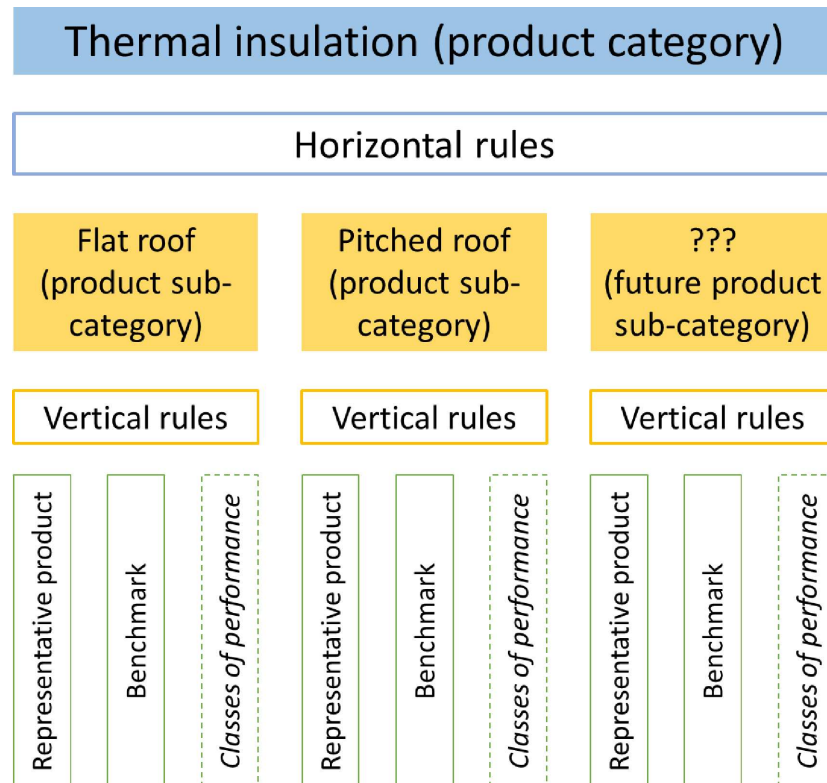 Thermal insulation (product category)
Horizontal rules
Flat roof
(product sub-
category)
Pitched roof
(product sub-
category)
???
(future product
sub-category)
Vertical rules
Vertical rules
Vertical rules
Representative product
Benchmark
Classes of performance
Representative product
Benchmark
Classes of performance
Representative product
Benchmark
Classes of performance